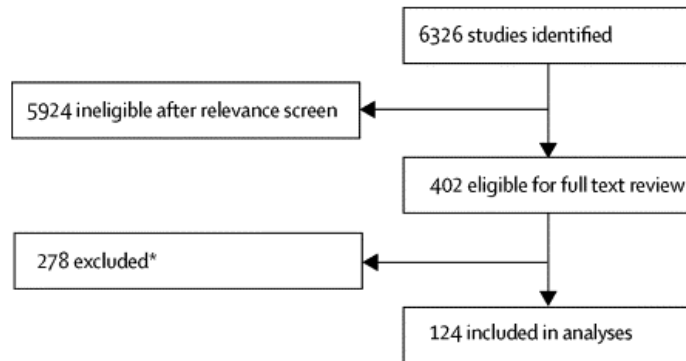 6326 studies identified
5924 ineligible after relevance screen
402 eligible for full text review
278 excluded*
124 included in analyses